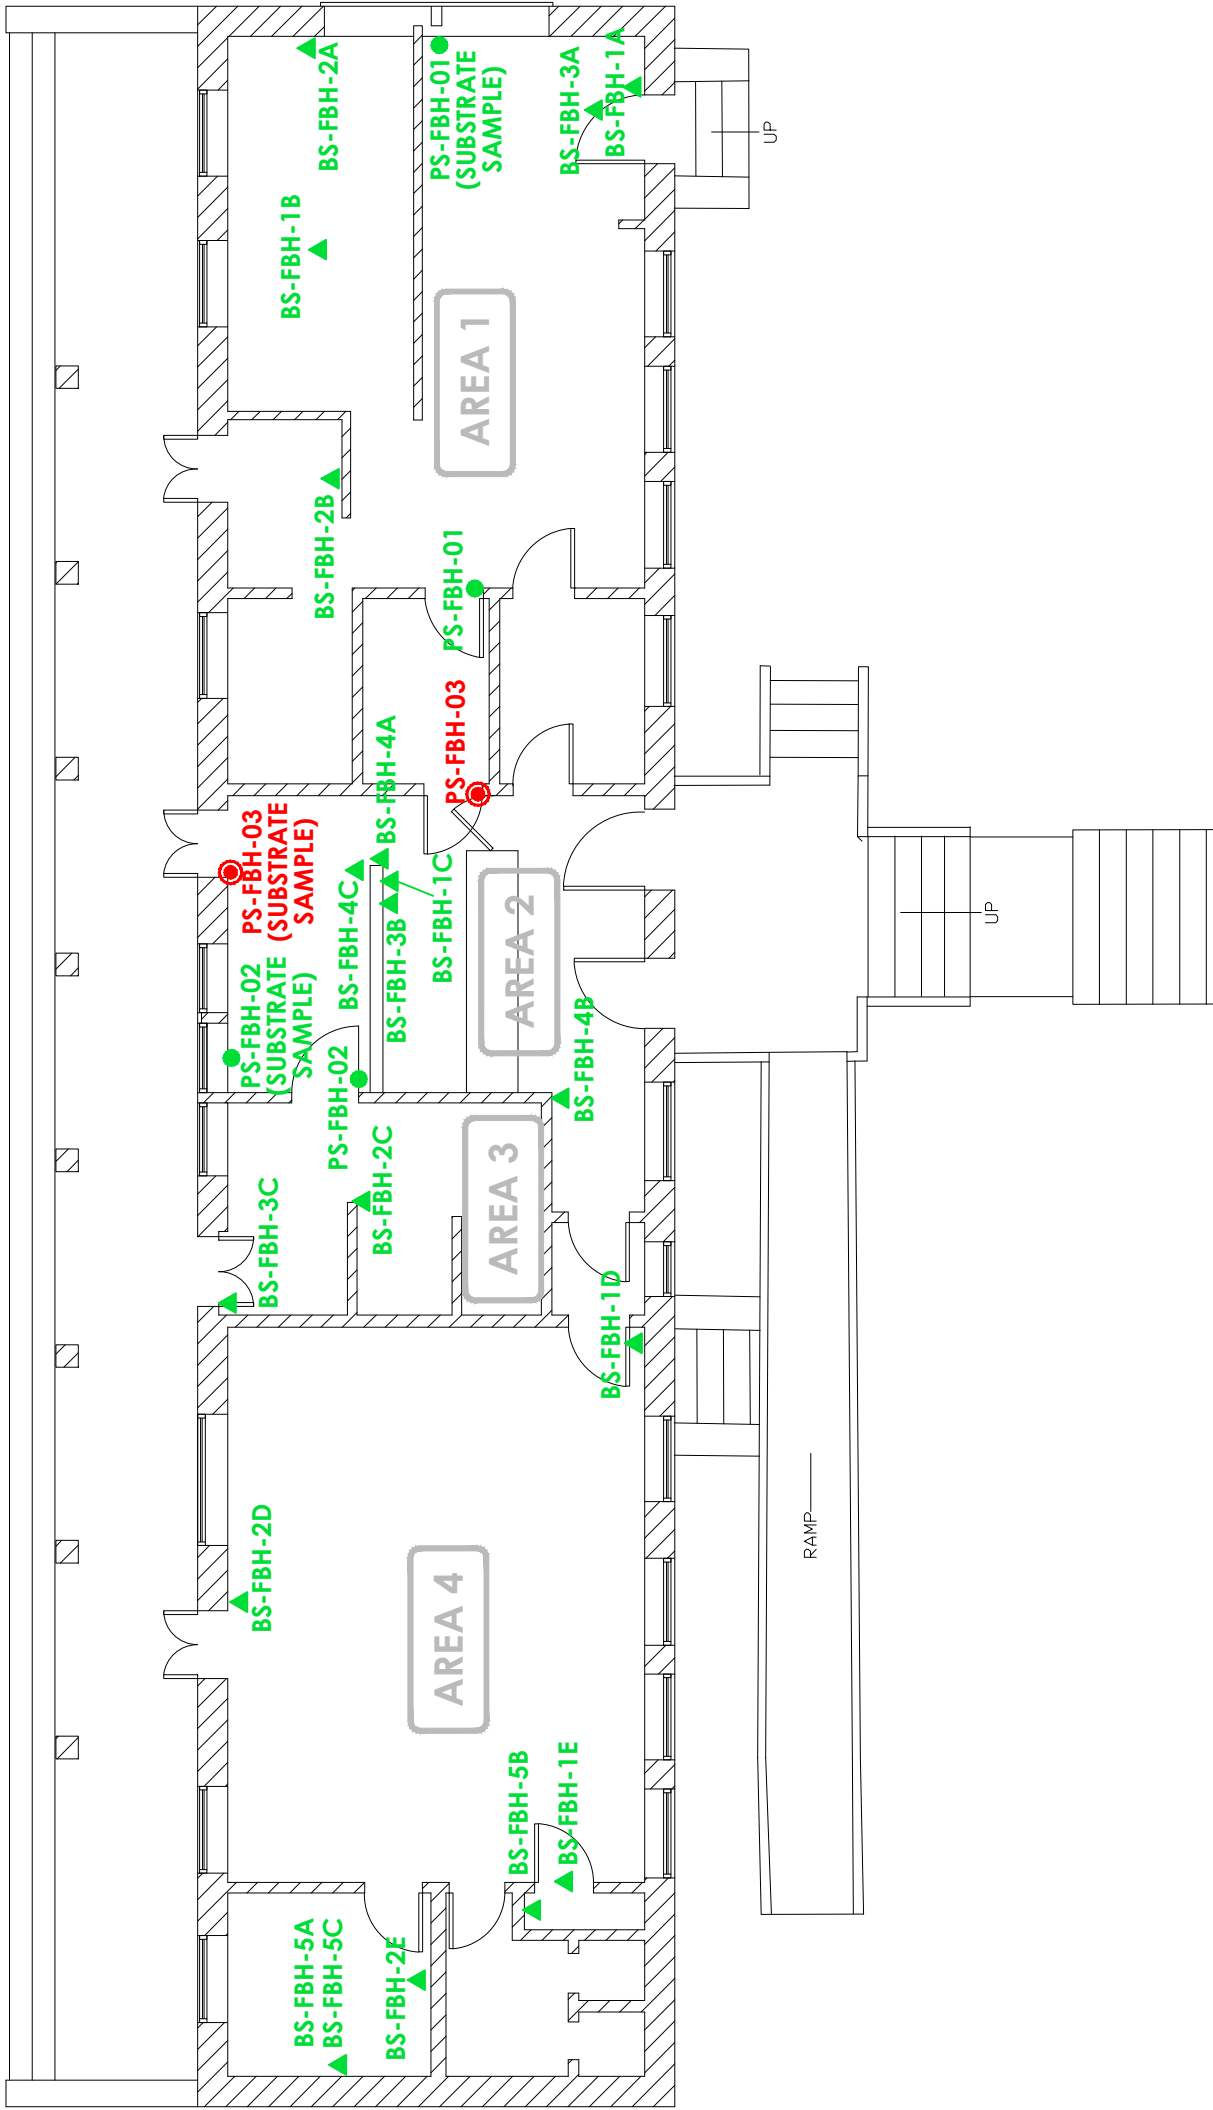 BS-FBH-2A
PS-FBH-01
(SUBSTRATE
SAMPLE)
BS-FBH-3A
BS-FBH-1A
UP
BS-FBH-1B
AREA 1
BS-FBH-2B
PS-FBH-01
PS-FBH-03
BS-FBH-4A
PS-FBH-03
(SUBSTRATE
SAMPLE)
BS-FBH-4C
BS-FBH-1C
BS-FBH-3B
AREA 2
UP
PS-FBH-02
(SUBSTRATE
SAMPLE)
BS-FBH-4B
PS-FBH-02
BS-FBH-2C
AREA 3
BS-FBH-3C
BS-FBH-1D
RAMP
BS-FBH-2D
AREA 4
BS-FBH-5B
BS-FBH-1E
BS-FBH-5A
BS-FBH-5C
BS-FBH-2E